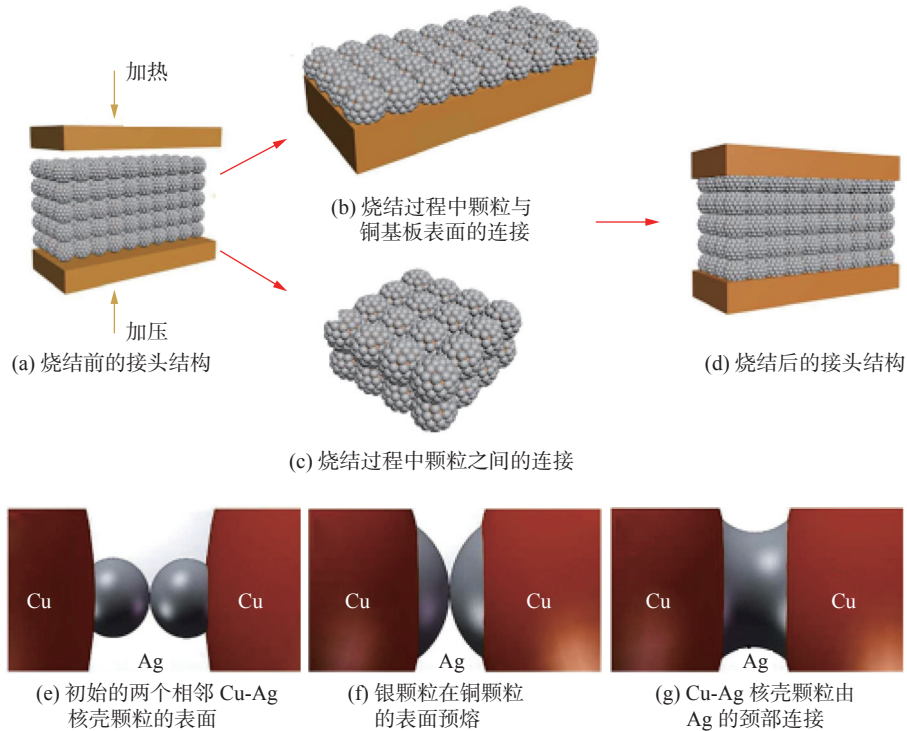 加热
加压
(a) 烧结前的接头结构
(b) 烧结过程中颗粒与
铜基板表面的连接
(c) 烧结过程中颗粒之间的连接
(d) 烧结后的接头结构
Cu
Cu
Ag
(e) 初始的两个相邻 Cu-Ag
核壳颗粒的表面
Cu
Cu
Ag
(f) 银颗粒在铜颗粒
的表面预熔
Cu
Cu
Ag
(g) Cu-Ag 核壳颗粒由
Ag 的颈部连接